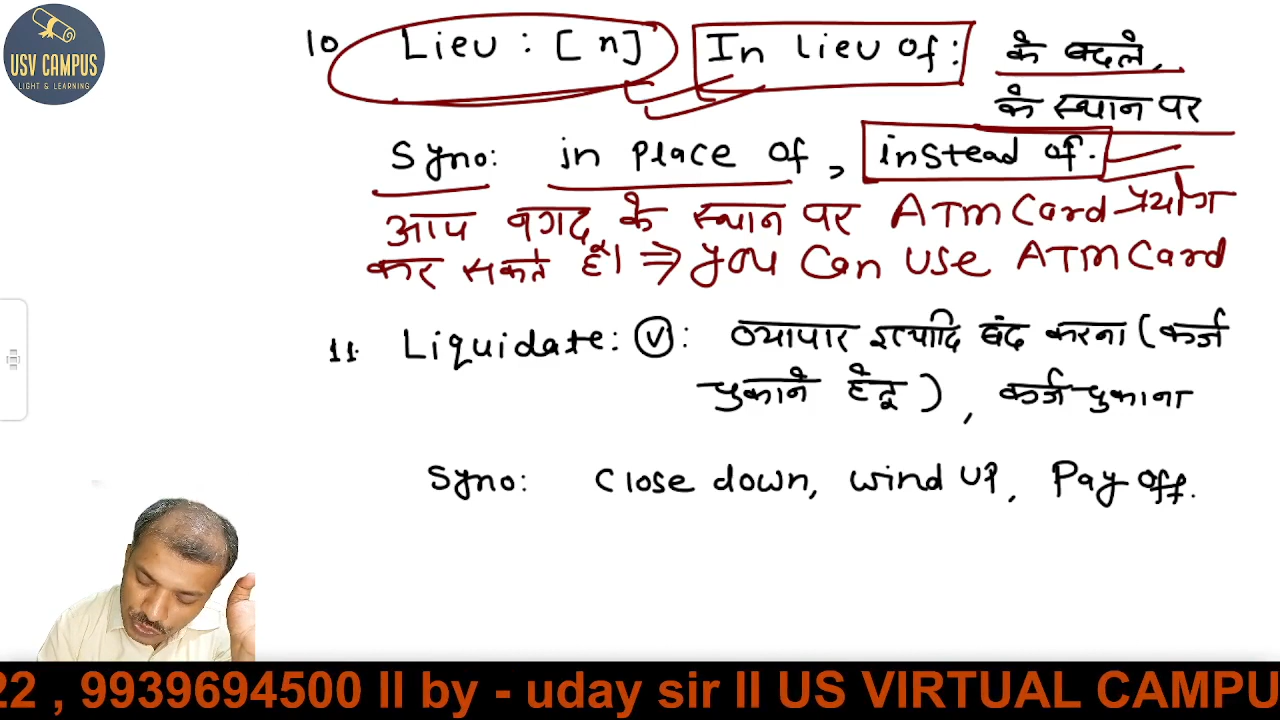 USV CAMPUS
LIGHT & LEARNING
10 Lieu : [n] In lieu of : के बदले,
के स्थान पर
Syno: in place of, instead of.
आप नगद के स्थान पर ATM Card प्रयोग
कर सकते हैं। ⇒ you can use ATM Card
11. Liquidate: (v) : व्यापार इत्यादि बंद करना (कर्ज
चुकाने हेतु), कर्ज चुकाना
Syno: Close down, wind up, Pay off.
22 , 9939694500 II by - uday sir II US VIRTUAL CAMPU